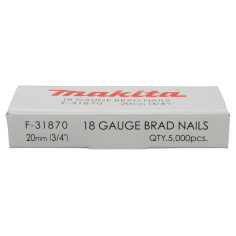 Makita
18 GAUGE BRAD NAILS
F-31870 20mm (3/4")
F-31870 18 GAUGE BRAD NAILS
20mm (3/4") QTY.5,000pcs.